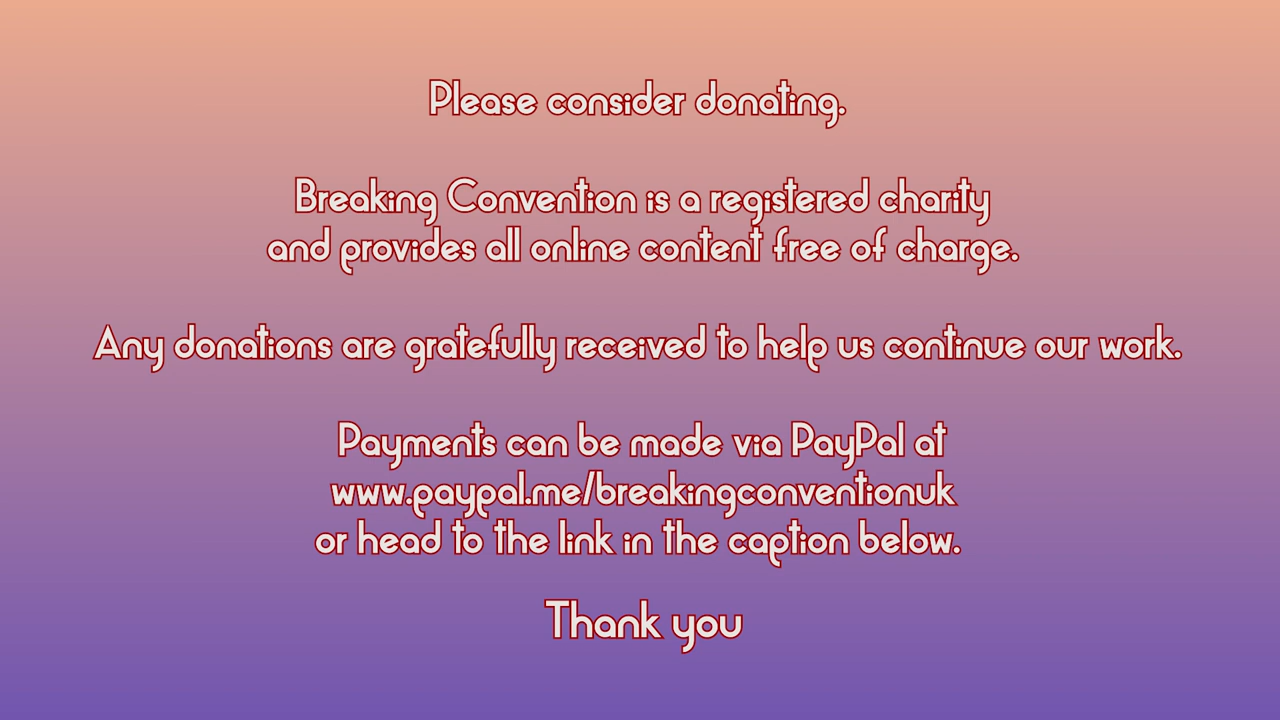 Please consider donating.
Breaking Convention is a registered charity
and provides all online content free of charge.
Any donations are gratefully received to help us continue our work.
Payments can be made via PayPal at
www.paypal.me/breakingconventionuk
or head to the link in the caption below.
Thank you